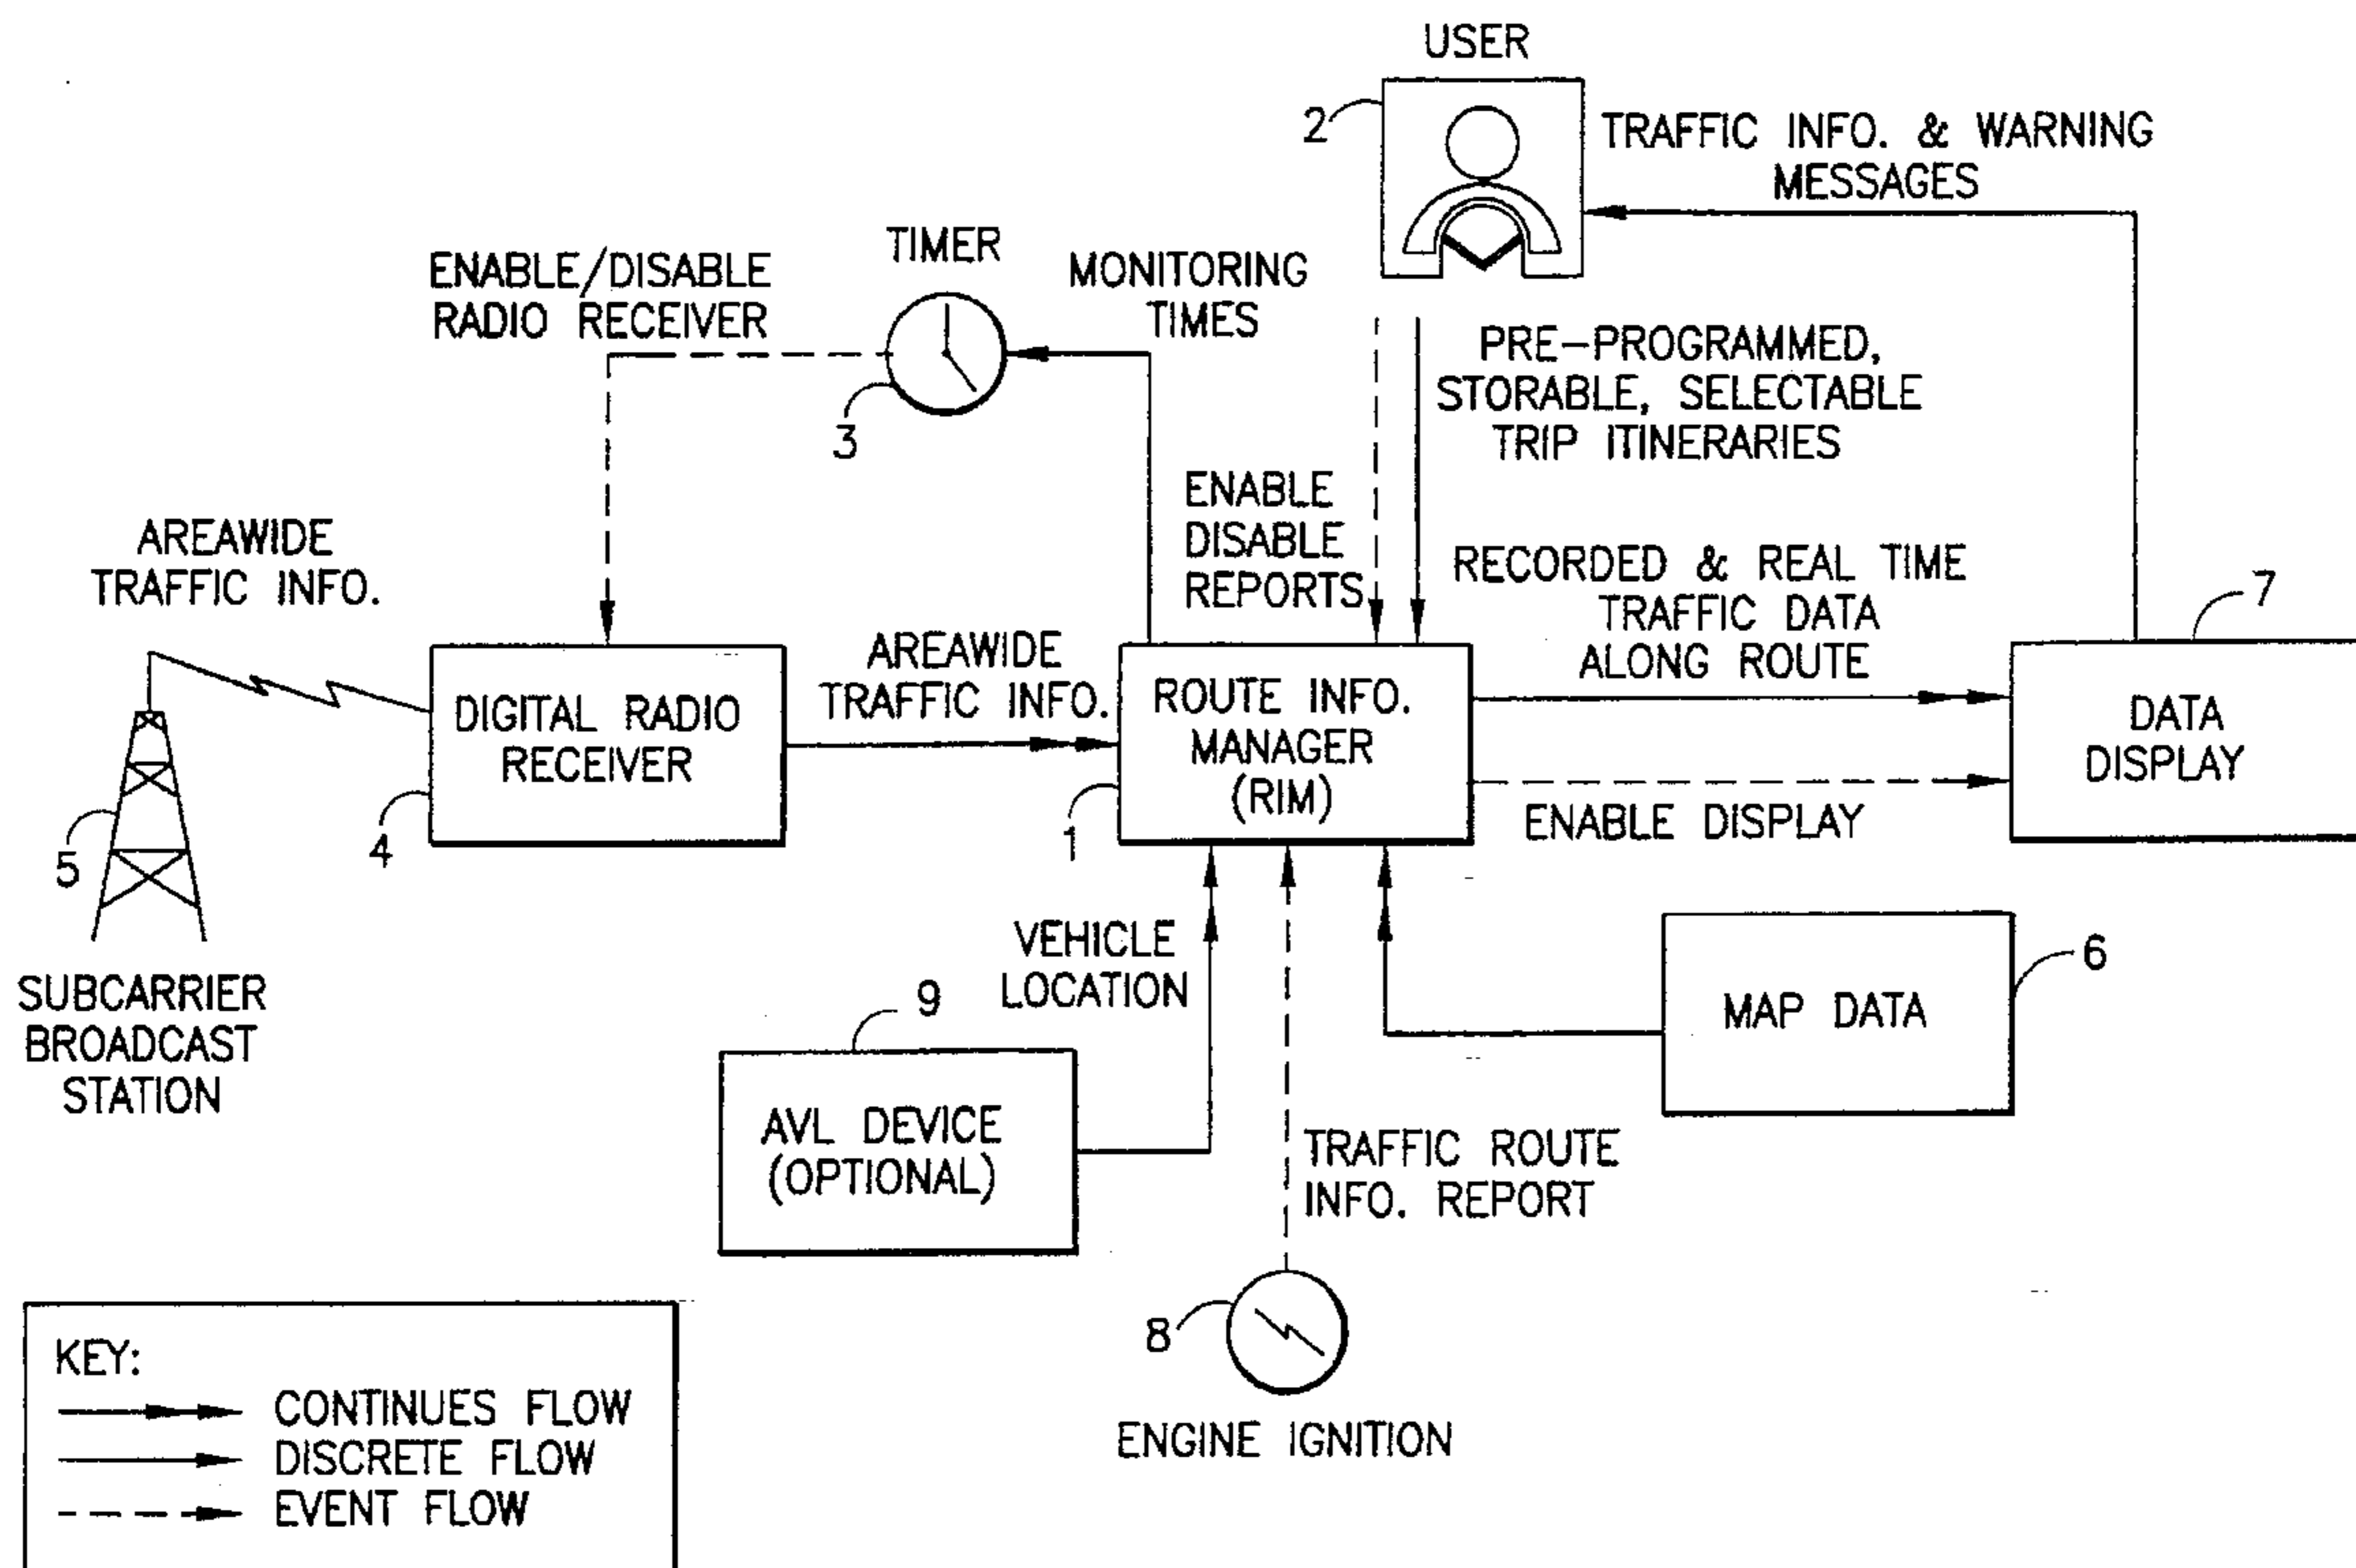 USER
2
TRAFFIC INFO. & WARNING
MESSAGES
TIMER
ENABLE/DISABLE
RADIO RECEIVER
MONITORING
TIMES
3
PRE-PROGRAMMED,
STORABLE, SELECTABLE
TRIP ITINERARIES
ENABLE
DISABLE
REPORTS
AREAWIDE
TRAFFIC INFO.
RECORDED & REAL TIME
TRAFFIC DATA
ALONG ROUTE
7
AREAWIDE
TRAFFIC INFO.
DIGITAL RADIO
RECEIVER
4
ROUTE INFO.
MANAGER
(RIM)
1
DATA
DISPLAY
ENABLE DISPLAY
5
SUBCARRIER
BROADCAST
STATION
VEHICLE
LOCATION
9
AVL DEVICE
(OPTIONAL)
MAP DATA
6
TRAFFIC ROUTE
INFO. REPORT
8
ENGINE IGNITION
KEY:
CONTINUES FLOW
DISCRETE FLOW
EVENT FLOW